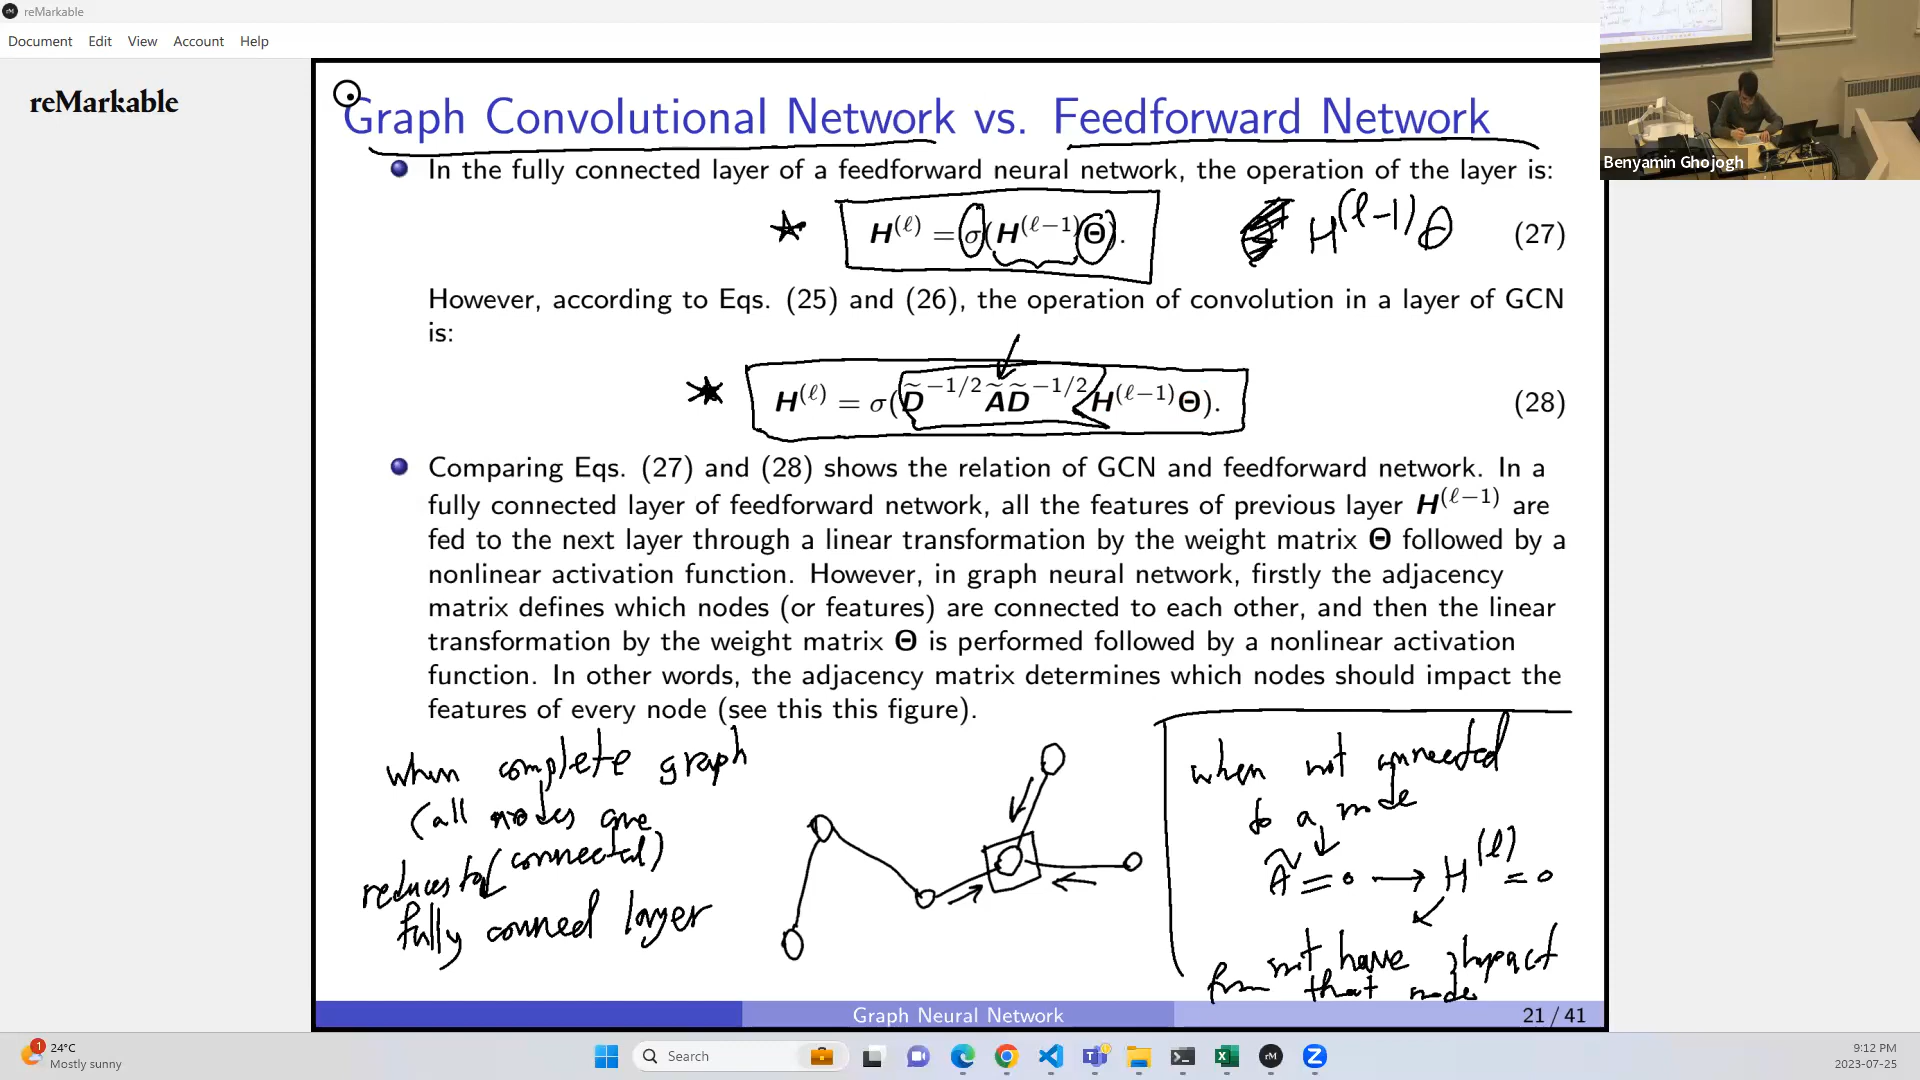 reMarkable
Document Edit View Account Help
reMarkable
Graph Convolutional Network vs. Feedforward Network
In the fully connected layer of a feedforward neural network, the operation of the layer is:
H^(ℓ) = σ(H^(ℓ−1)Θ). H^(ℓ−1)Θ (27)
However, according to Eqs. (25) and (26), the operation of convolution in a layer of GCN
is:
H^(ℓ) = σ(D̃^−1/2 Ã D̃^−1/2 H^(ℓ−1)Θ). (28)
Comparing Eqs. (27) and (28) shows the relation of GCN and feedforward network. In a
fully connected layer of feedforward network, all the features of previous layer H^(ℓ−1) are
fed to the next layer through a linear transformation by the weight matrix Θ followed by a
nonlinear activation function. However, in graph neural network, firstly the adjacency
matrix defines which nodes (or features) are connected to each other, and then the linear
transformation by the weight matrix Θ is performed followed by a nonlinear activation
function. In other words, the adjacency matrix determines which nodes should impact the
features of every node (see this this figure).
when complete graph
(all nodes are
connected)
reduces to
fully conned layer
when not connected
to a node
Ã = 0 → H^(ℓ) = 0
not have impact
from that node
Graph Neural Network
21 / 41
Benyamin Ghojogh
1
24°C
Mostly sunny
Search
9:12 PM
2023-07-25